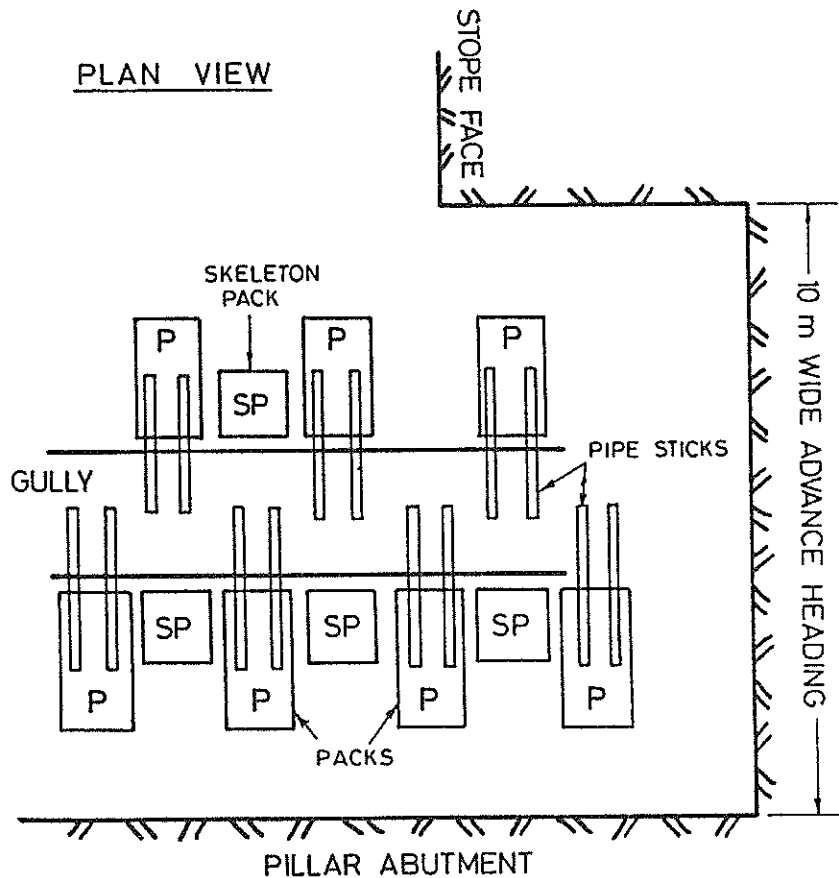 PLAN VIEW
STOPE FACE
SKELETON
PACK
P
P
P
SP
PIPE STICKS
GULLY
10 m WIDE ADVANCE HEADING
SP
SP
SP
P
P
P
P
PACKS
PILLAR ABUTMENT